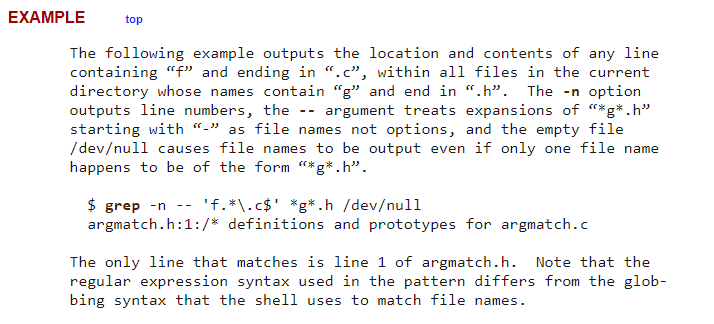 EXAMPLE top
The following example outputs the location and contents of any line
containing “f” and ending in “.c”, within all files in the current
directory whose names contain “g” and end in “.h”. The -n option
outputs line numbers, the -- argument treats expansions of “*g*.h”
starting with “-” as file names not options, and the empty file
/dev/null causes file names to be output even if only one file name
happens to be of the form “*g*.h”.
$ grep -n -- 'f.*\.c$' *g*.h /dev/null
argmatch.h:1:/* definitions and prototypes for argmatch.c
The only line that matches is line 1 of argmatch.h. Note that the
regular expression syntax used in the pattern differs from the glob-
bing syntax that the shell uses to match file names.